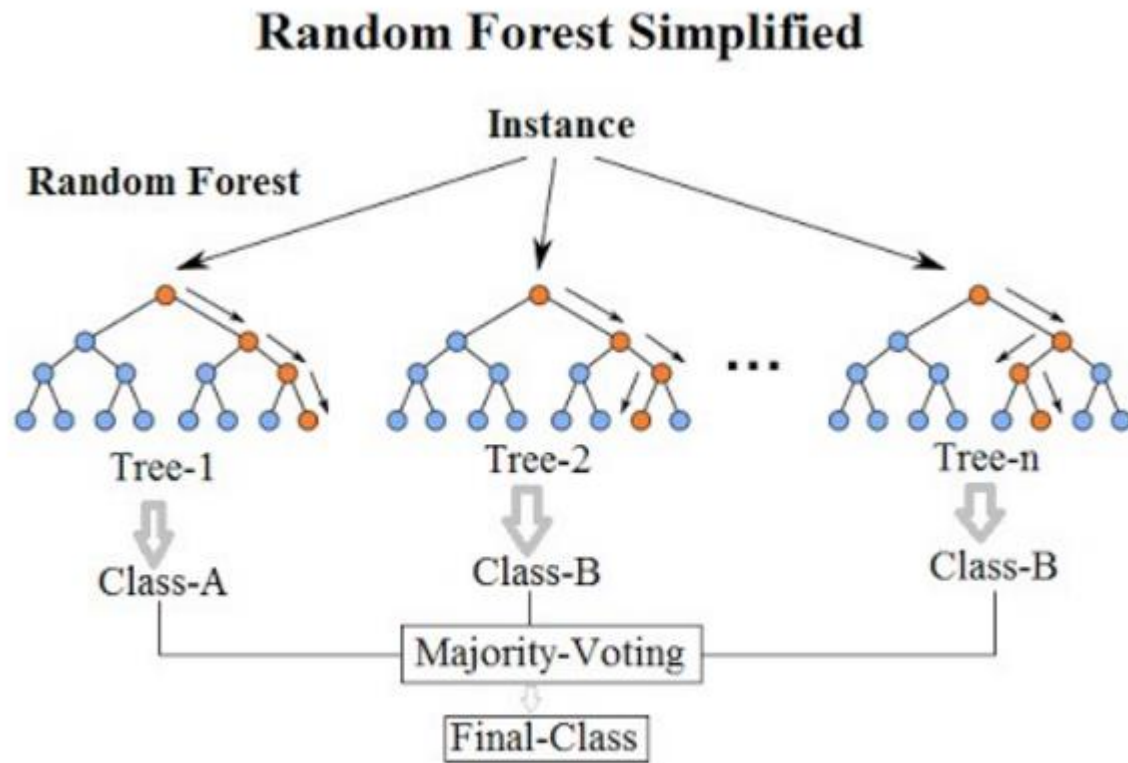 Random Forest Simplified
Instance
Random Forest
...
Tree-1
Tree-2
Tree-n
Class-A
Class-B
Class-B
Majority-Voting
Final-Class